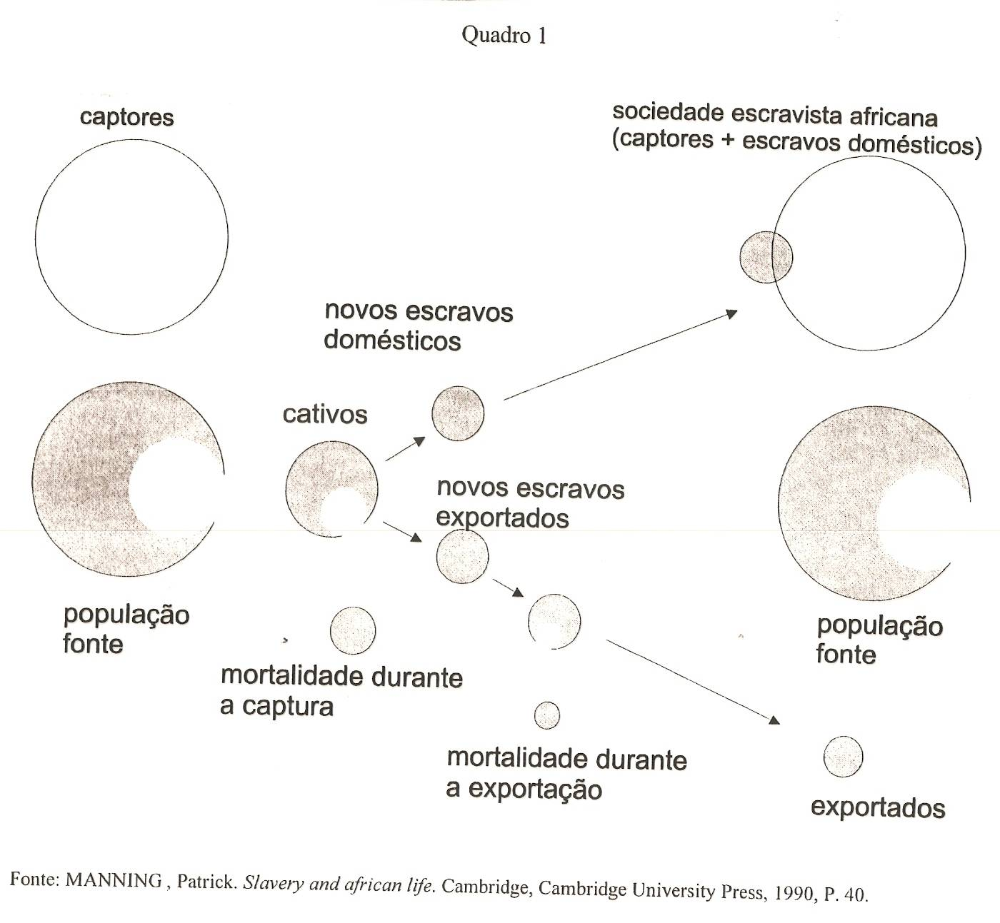 Quadro 1
captores
sociedade escravista africana
(captores + escravos domésticos)
novos escravos
domésticos
cativos
novos escravos
exportados
população
fonte
população
fonte
mortalidade durante
a captura
mortalidade durante
a exportação
exportados
Fonte: MANNING , Patrick. Slavery and african life. Cambridge, Cambridge University Press, 1990, P. 40.